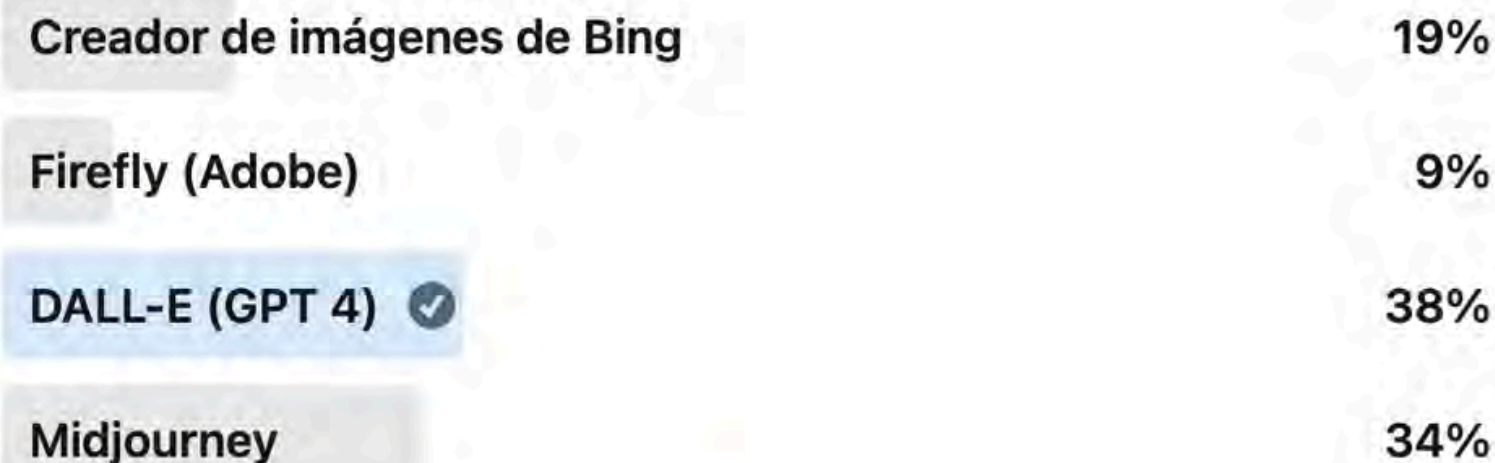 Creador de imágenes de Bing 19%
Firefly (Adobe) 9%
DALL-E (GPT 4) 38%
Midjourney 34%